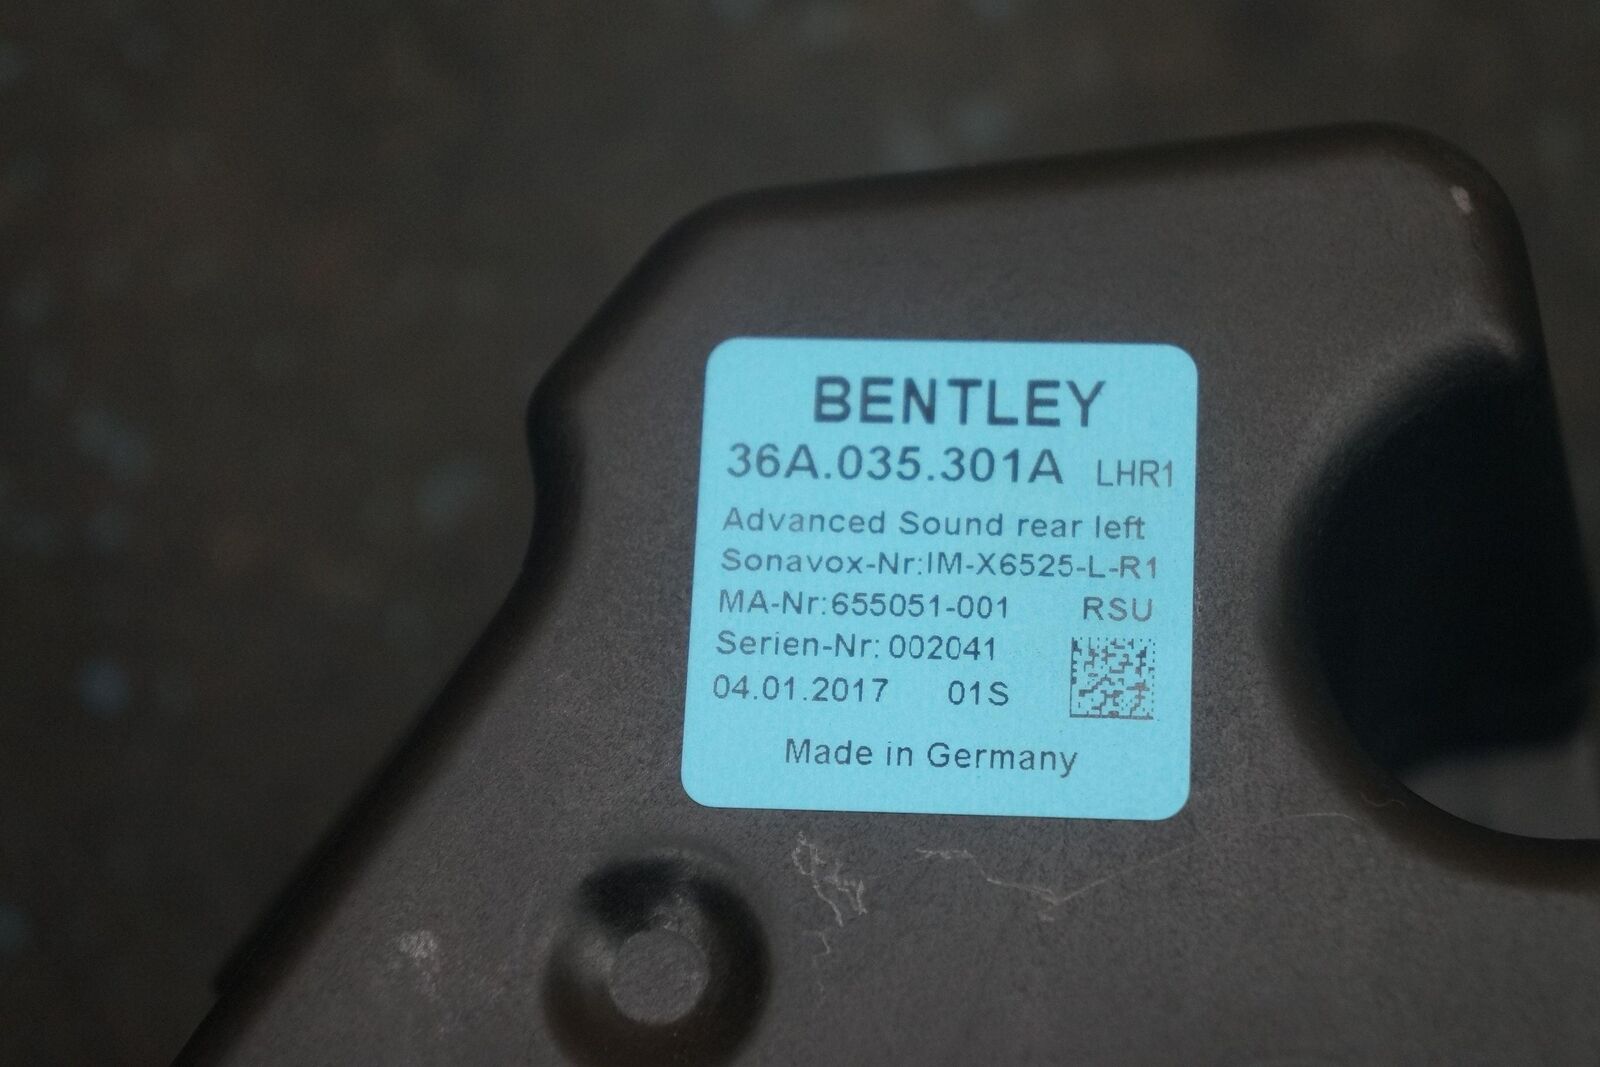 BENTLEY
36A.035.301A LHR1
Advanced Sound rear left
Sonavox-Nr:IM-X6525-L-R1
MA-Nr:655051-001 RSU
Serien-Nr: 002041
04.01.2017 01S
Made in Germany